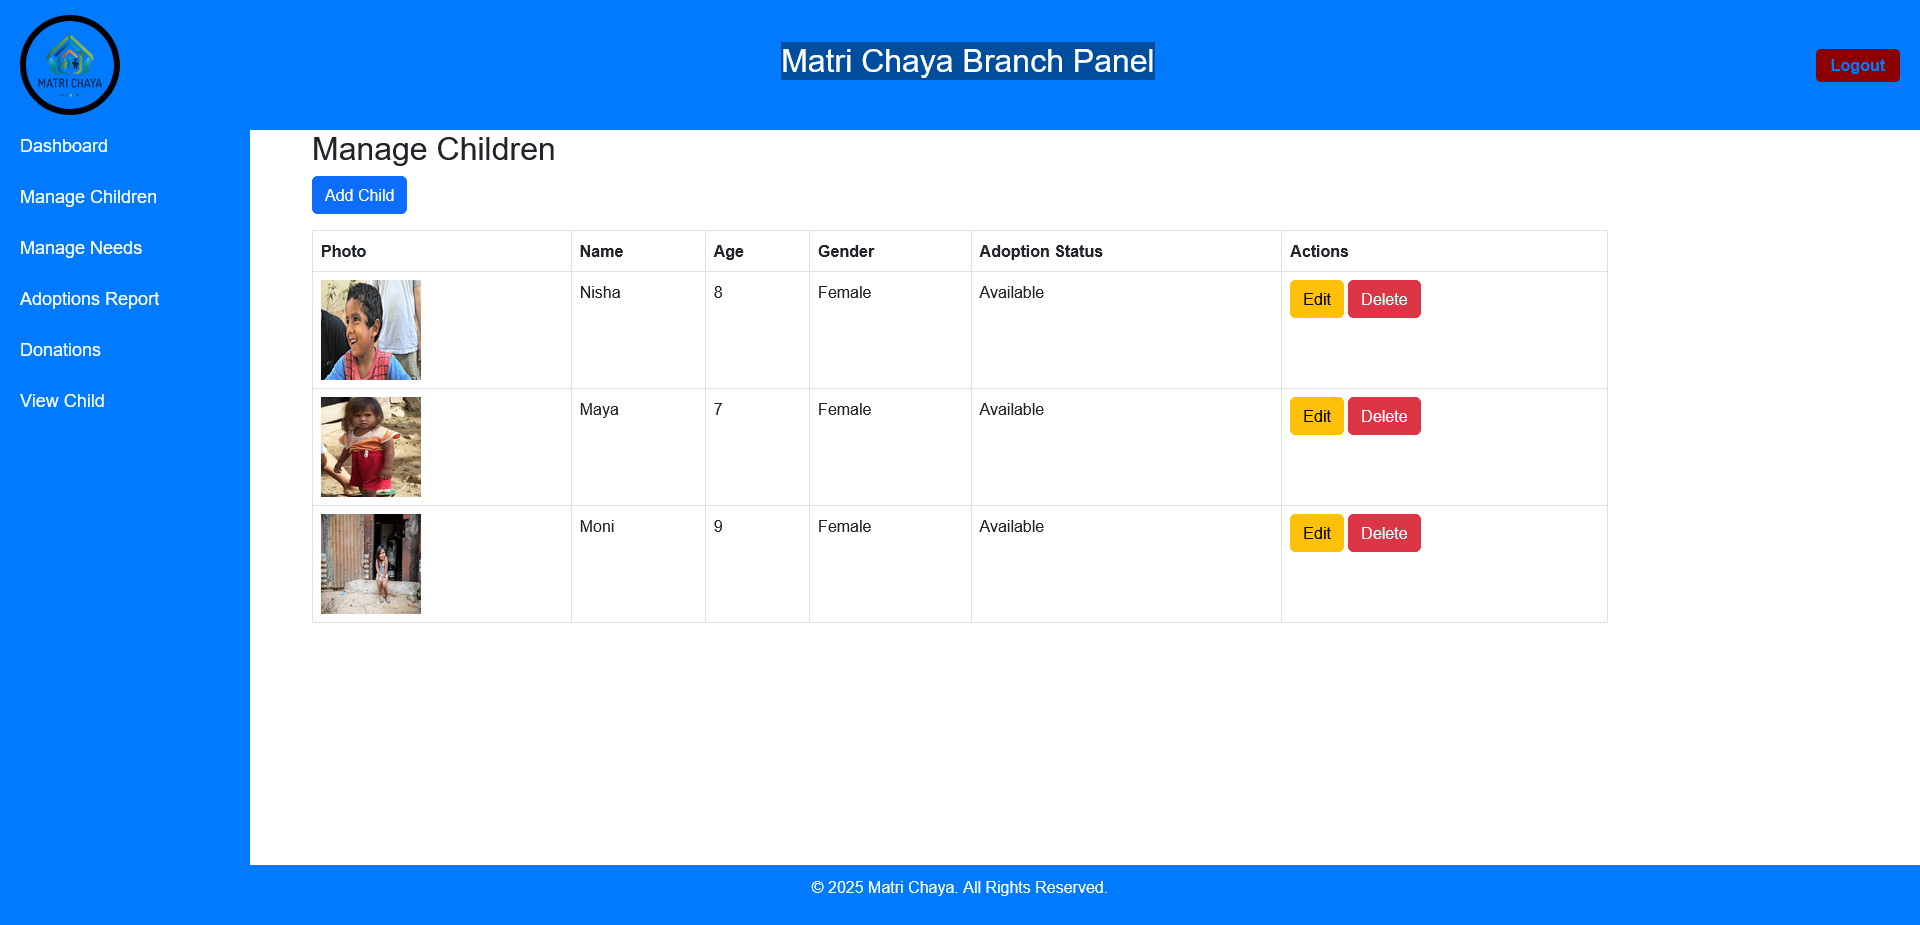 MATRI CHAYA
Matri Chaya Branch Panel
Logout
Dashboard
Manage Children
Manage Needs
Adoptions Report
Donations
View Child
Manage Children
Add Child
Photo Name Age Gender Adoption Status Actions
Nisha 8 Female Available Edit Delete
Maya 7 Female Available Edit Delete
Moni 9 Female Available Edit Delete
© 2025 Matri Chaya. All Rights Reserved.